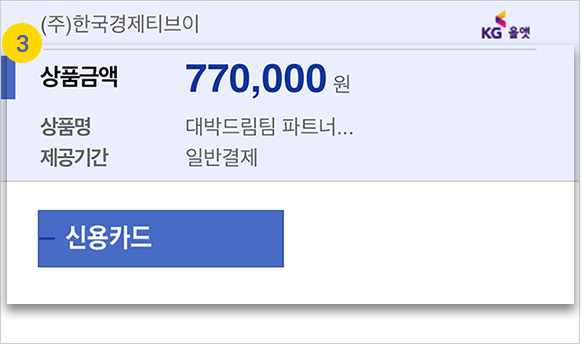 (주)한국경제티브이
KG 올앳
3
상품금액 770,000 원
상품명 대박드림팀 파트너...
제공기간 일반결제
신용카드